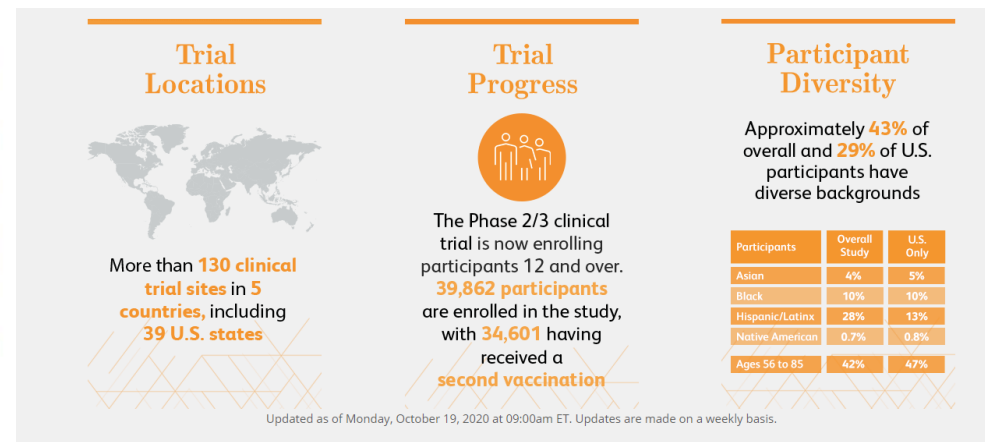 Trial
Locations
More than 130 clinical
trial sites in 5
countries, including
39 U.S. states
Trial
Progress
The Phase 2/3 clinical
trial is now enrolling
participants 12 and over.
39,862 participants
are enrolled in the study,
with 34,601 having
received a
second vaccination
Participant
Diversity
Approximately 43% of
overall and 29% of U.S.
participants have
diverse backgrounds
Participants Overall Study U.S. Only
Asian 4% 5%
Black 10% 10%
Hispanic/Latinx 28% 13%
Native American 0.7% 0.8%
Ages 56 to 85 42% 47%
Updated as of Monday, October 19, 2020 at 09:00am ET. Updates are made on a weekly basis.